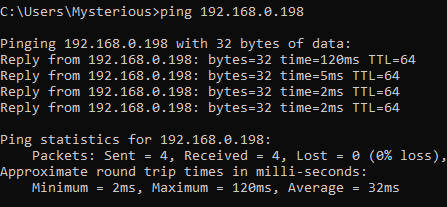 C:\Users\Mysterious>ping 192.168.0.198
Pinging 192.168.0.198 with 32 bytes of data:
Reply from 192.168.0.198: bytes=32 time=120ms TTL=64
Reply from 192.168.0.198: bytes=32 time=5ms TTL=64
Reply from 192.168.0.198: bytes=32 time=2ms TTL=64
Reply from 192.168.0.198: bytes=32 time=2ms TTL=64
Ping statistics for 192.168.0.198:
    Packets: Sent = 4, Received = 4, Lost = 0 (0% loss),
Approximate round trip times in milli-seconds:
    Minimum = 2ms, Maximum = 120ms, Average = 32ms